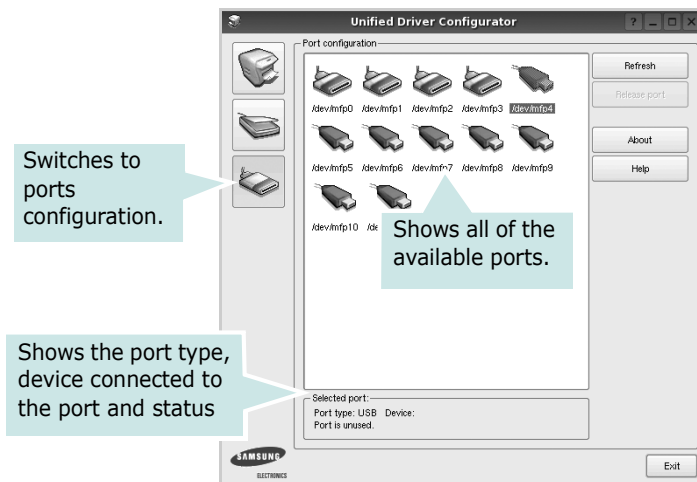 Unified Driver Configurator
Port configuration
/dev/mfp0 /dev/mfp1 /dev/mfp2 /dev/mfp3 /dev/mfp4
/dev/mfp5 /dev/mfp6 /dev/mfp7 /dev/mfp8 /dev/mfp9
/dev/mfp10 /de
Refresh
Release port
About
Help
Switches to
ports
configuration.
Shows all of the
available ports.
Shows the port type,
device connected to
the port and status
Selected port:
Port type: USB Device:
Port is unused.
SAMSUNG
ELECTRONICS
Exit